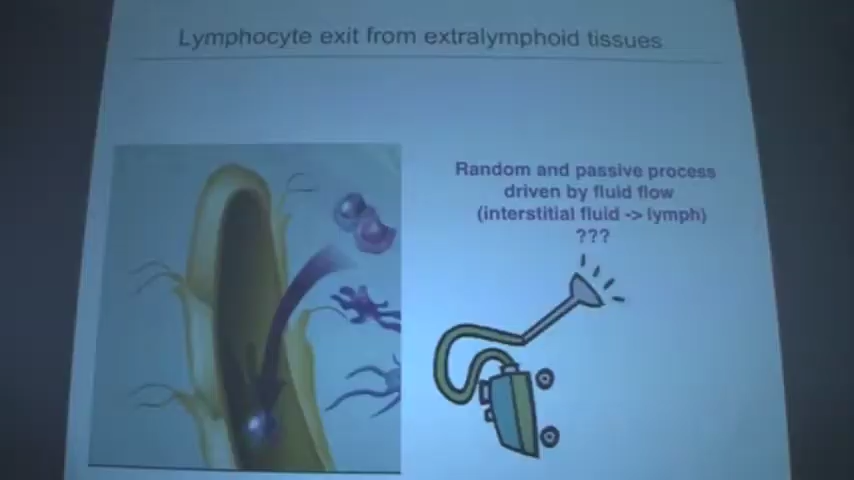 Lymphocyte exit from extralymphoid tissues
Random and passive process
driven by fluid flow
(interstitial fluid -> lymph)
???